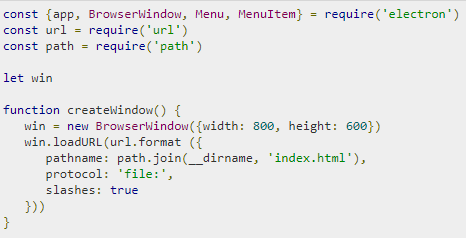 const {app, BrowserWindow, Menu, MenuItem} = require('electron')
const url = require('url')
const path = require('path')

let win

function createWindow() {
   win = new BrowserWindow({width: 800, height: 600})
   win.loadURL(url.format ({
      pathname: path.join(__dirname, 'index.html'),
      protocol: 'file:',
      slashes: true
   }))
}